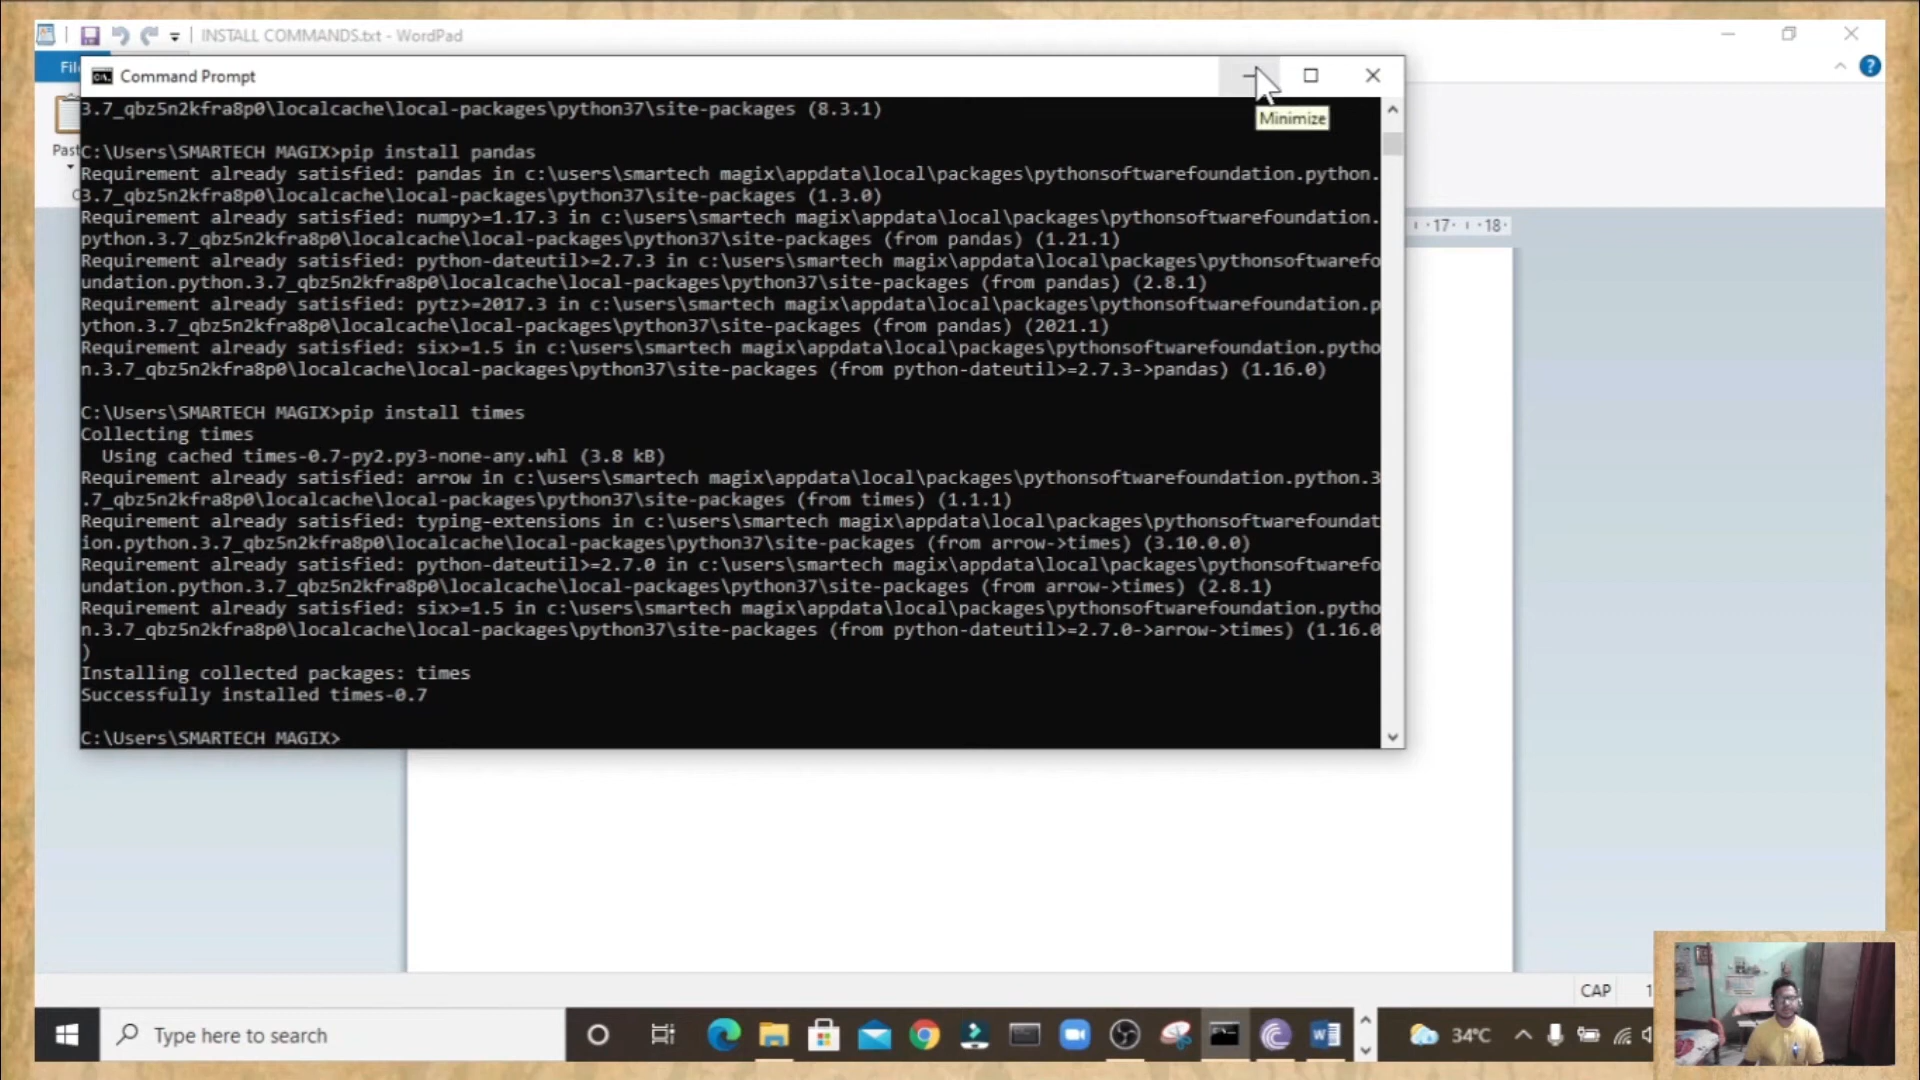 INSTALL COMMANDS.txt - WordPad
Command Prompt
Minimize
3.7_qbz5n2kfra8p0\localcache\local-packages\python37\site-packages (8.3.1)
C:\Users\SMARTECH MAGIX>pip install pandas
Requirement already satisfied: pandas in c:\users\smartech magix\appdata\local\packages\pythonsoftwarefoundation.python.
3.7_qbz5n2kfra8p0\localcache\local-packages\python37\site-packages (1.3.0)
Requirement already satisfied: numpy>=1.17.3 in c:\users\smartech magix\appdata\local\packages\pythonsoftwarefoundation.
python.3.7_qbz5n2kfra8p0\localcache\local-packages\python37\site-packages (from pandas) (1.21.1)
Requirement already satisfied: python-dateutil>=2.7.3 in c:\users\smartech magix\appdata\local\packages\pythonsoftwarefo
undation.python.3.7_qbz5n2kfra8p0\localcache\local-packages\python37\site-packages (from pandas) (2.8.1)
Requirement already satisfied: pytz>=2017.3 in c:\users\smartech magix\appdata\local\packages\pythonsoftwarefoundation.p
ython.3.7_qbz5n2kfra8p0\localcache\local-packages\python37\site-packages (from pandas) (2021.1)
Requirement already satisfied: six>=1.5 in c:\users\smartech magix\appdata\local\packages\pythonsoftwarefoundation.pytho
n.3.7_qbz5n2kfra8p0\localcache\local-packages\python37\site-packages (from python-dateutil>=2.7.3->pandas) (1.16.0)
C:\Users\SMARTECH MAGIX>pip install times
Collecting times
Using cached times-0.7-py2.py3-none-any.whl (3.8 kB)
Requirement already satisfied: arrow in c:\users\smartech magix\appdata\local\packages\pythonsoftwarefoundation.python.3
.7_qbz5n2kfra8p0\localcache\local-packages\python37\site-packages (from times) (1.1.1)
Requirement already satisfied: typing-extensions in c:\users\smartech magix\appdata\local\packages\pythonsoftwarefoundat
ion.python.3.7_qbz5n2kfra8p0\localcache\local-packages\python37\site-packages (from arrow->times) (3.10.0.0)
Requirement already satisfied: python-dateutil>=2.7.0 in c:\users\smartech magix\appdata\local\packages\pythonsoftwarefo
undation.python.3.7_qbz5n2kfra8p0\localcache\local-packages\python37\site-packages (from arrow->times) (2.8.1)
Requirement already satisfied: six>=1.5 in c:\users\smartech magix\appdata\local\packages\pythonsoftwarefoundation.pytho
n.3.7_qbz5n2kfra8p0\localcache\local-packages\python37\site-packages (from python-dateutil>=2.7.0->arrow->times) (1.16.0
)
Installing collected packages: times
Successfully installed times-0.7
C:\Users\SMARTECH MAGIX>
17 18
CAP
Type here to search
34°C